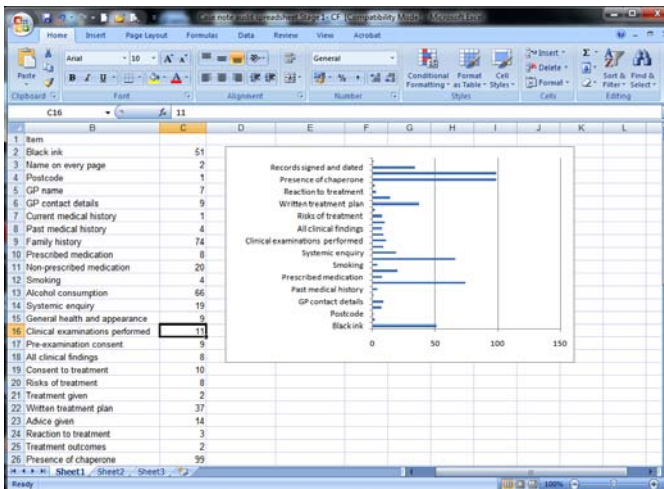 Case note audit spreadsheet Stage 1- CF [Compatibility Mode] - Microsoft Excel
Home Insert Page Layout Formulas Data Review View Acrobat
Paste
Arial 10
General
Conditional Formatting Format as Table Cell Styles
Insert
Delete
Format
Sort & Filter Find & Select
Clipboard Font Alignment Number Styles Cells Editing
C16 fx 11
B C D E F G H I J K L
1 Item
2 Black ink 51
3 Name on every page 2
4 Postcode 1
5 GP name 7
6 GP contact details 9
7 Current medical history 1
8 Past medical history 4
9 Family history 74
10 Prescribed medication 8
11 Non-prescribed medication 20
12 Smoking 4
13 Alcohol consumption 66
14 Systemic enquiry 19
15 General health and appearance 9
16 Clinical examinations performed 11
17 Pre-examination consent 9
18 All clinical findings 8
19 Consent to treatment 10
20 Risks of treatment 8
21 Treatment given 2
22 Written treatment plan 37
23 Advice given 14
24 Reaction to treatment 3
25 Treatment outcomes 2
26 Presence of chaperone 99
Records signed and dated
Presence of chaperone
Reaction to treatment
Written treatment plan
Risks of treatment
All clinical findings
Clinical examinations performed
Systemic enquiry
Smoking
Prescribed medication
Past medical history
GP contact details
Postcode
Black ink
0 50 100 150
Sheet1 Sheet2 Sheet3
Ready 100%